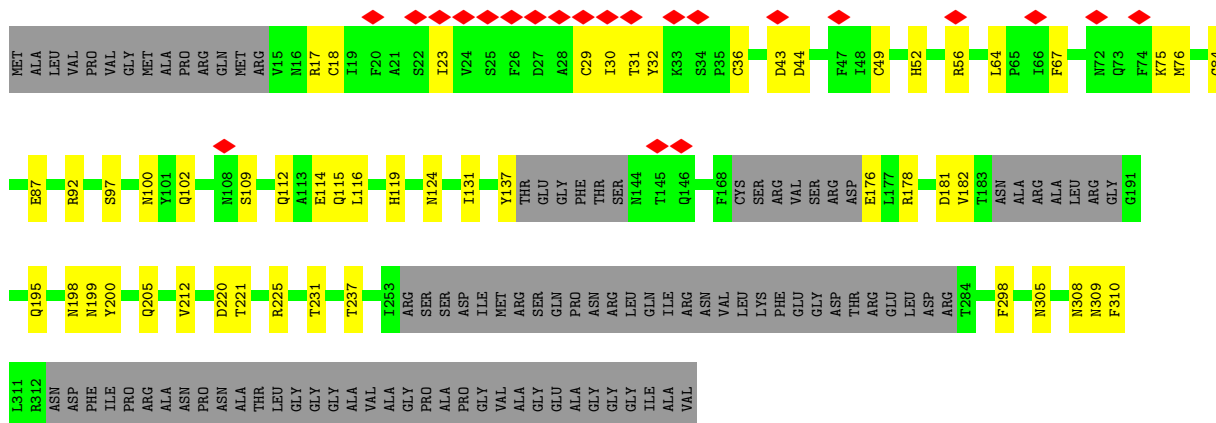 MET ALA LEU VAL PRO VAL GLY MET ALA PRO ARG GLN MET ARG V15 N16 R17 C18 I19 F20 A21 S22 I23 V24 S25 F26 D27 A28 C29 I30 T31 Y32 K33 S34 P35 C36 D43 D44 F47 I48 C49 H52 R56 L64 P65 I66 F67 N72 Q73 F74 K75 M76
E87 R92 S97 N100 Y101 Q102 N108 S109 Q112 A113 E114 Q115 L116 H119 N124 I131 Y137 THR GLU GLY PHE THR SER N144 T145 Q146 F168 CYS SER ARG VAL SER ARG ASP E176 L177 R178 D181 V182 T183 ASN ALA ARG ALA LEU ARG GLY G191
Q195 N198 N199 Y200 Q205 V212 D220 T221 R225 T231 T237 I253 ARG SER SER ASP ILE MET ARG SER GLN PRO ASN ARG LEU GLN ILE ARG ASN VAL LEU LYS PHE GLU GLY ASP THR ARG GLU LEU ASP ARG T284 F298 N305 N308 N309 F310
L311 R312 ASN ASP PHE ILE PRO ARG ALA ASN PRO ASN ALA THR LEU GLY GLY GLY ALA VAL ALA GLY PRO ALA PRO GLY VAL ALA GLY GLU ALA GLY GLY GLY ILE ALA VAL